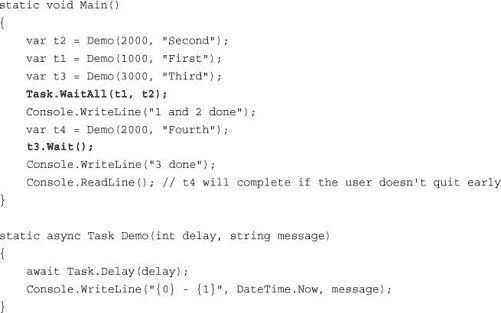 static void Main()
{
    var t2 = Demo(2000, "Second");
    var t1 = Demo(1000, "First");
    var t3 = Demo(3000, "Third");
    Task.WaitAll(t1, t2);
    Console.WriteLine("1 and 2 done");
    var t4 = Demo(2000, "Fourth");
    t3.Wait();
    Console.WriteLine("3 done");
    Console.ReadLine(); // t4 will complete if the user doesn't quit early
}

static async Task Demo(int delay, string message)
{
    await Task.Delay(delay);
    Console.WriteLine("{0} - {1}", DateTime.Now, message);
}